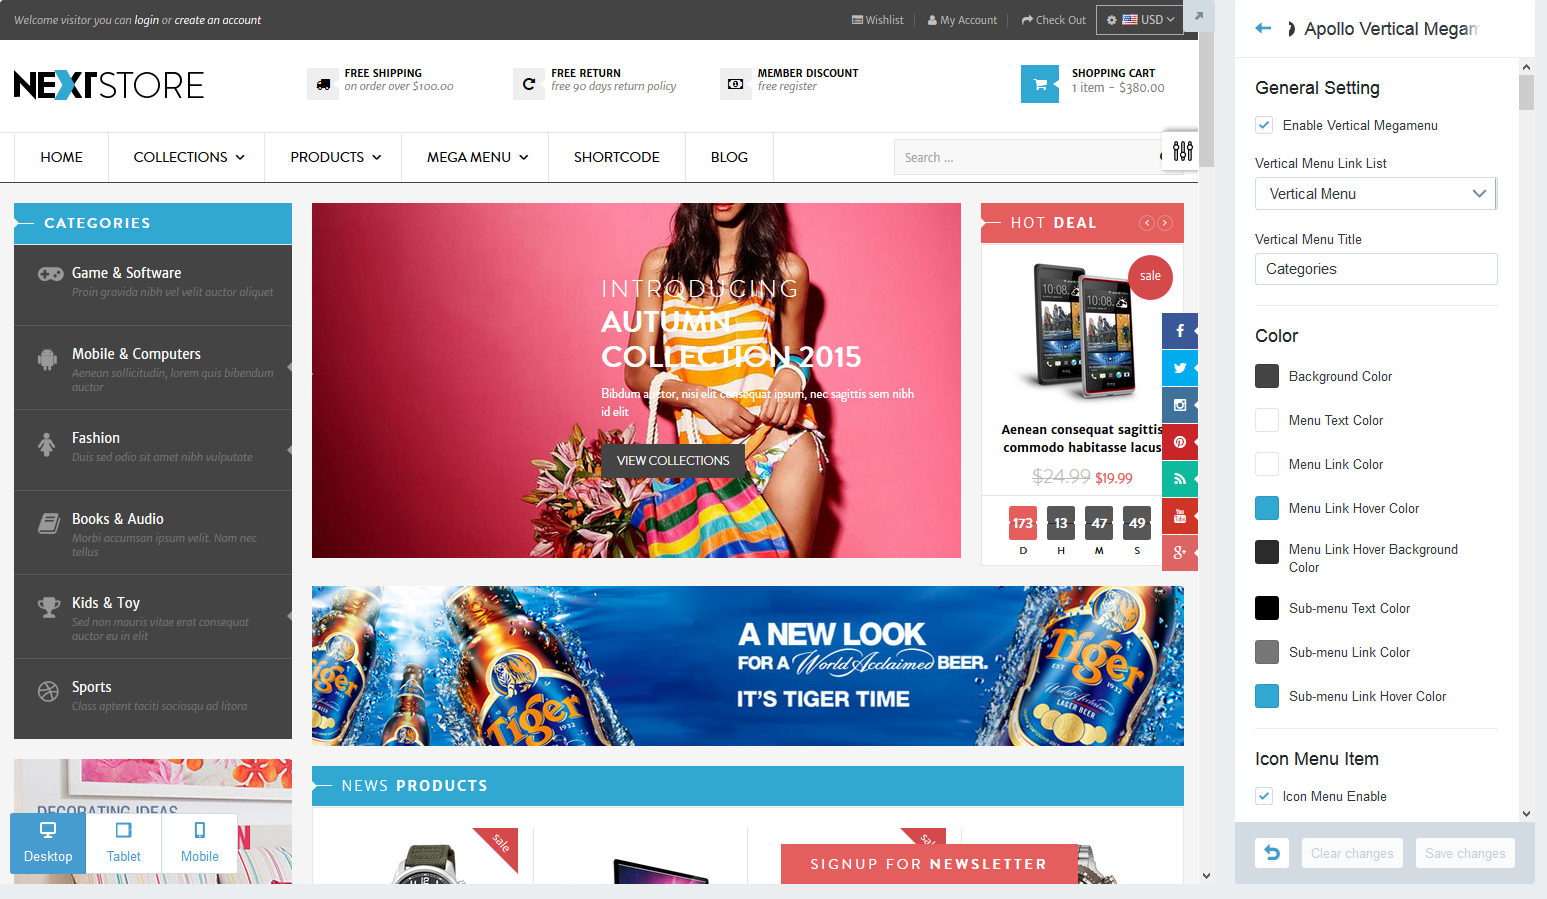 Welcome visitor you can login or create an account
Wishlist
My Account
Check Out
USD
NEXTSTORE
FREE SHIPPING
on order over $100.00
FREE RETURN
free 90 days return policy
MEMBER DISCOUNT
free register
SHOPPING CART
1 item - $380.00
HOME
COLLECTIONS
PRODUCTS
MEGA MENU
SHORTCODE
BLOG
Search ...
CATEGORIES
Game & Software
Proin gravida nibh vel velit auctor aliquet
Mobile & Computers
Aenean sollicitudin, lorem quis bibendum
auctor
Fashion
Duis sed odio sit amet nibh vulputate
Books & Audio
Morbi accumsan ipsum velit. Nam nec
tellus
Kids & Toy
Sed non mauris vitae erat consequat
auctor eu in elit
Sports
Class aptent taciti sociosqu ad litora
INTRODUCING
AUTUMN
COLLECTION 2015
Bibdum auctor, nisi elit consequat ipsum, nec sagittis sem nibh
id elit
VIEW COLLECTIONS
HOT DEAL
sale
Aenean consequat sagittis
commodo habitasse lacus
$24.99 $19.99
173 13 47 49
D H M S
A NEW LOOK
FOR A World Acclaimed BEER.
IT'S TIGER TIME
Tiger
1932
Tiger
1932
World Acclaimed
LAGER BEER
NEWS PRODUCTS
sale
SIGNUP FOR NEWSLETTER
DECORATING IDEAS
Desktop
Tablet
Mobile
Apollo Vertical Megam
General Setting
Enable Vertical Megamenu
Vertical Menu Link List
Vertical Menu
Vertical Menu Title
Categories
Color
Background Color
Menu Text Color
Menu Link Color
Menu Link Hover Color
Menu Link Hover Background
Color
Sub-menu Text Color
Sub-menu Link Color
Sub-menu Link Hover Color
Icon Menu Item
Icon Menu Enable
Clear changes
Save changes